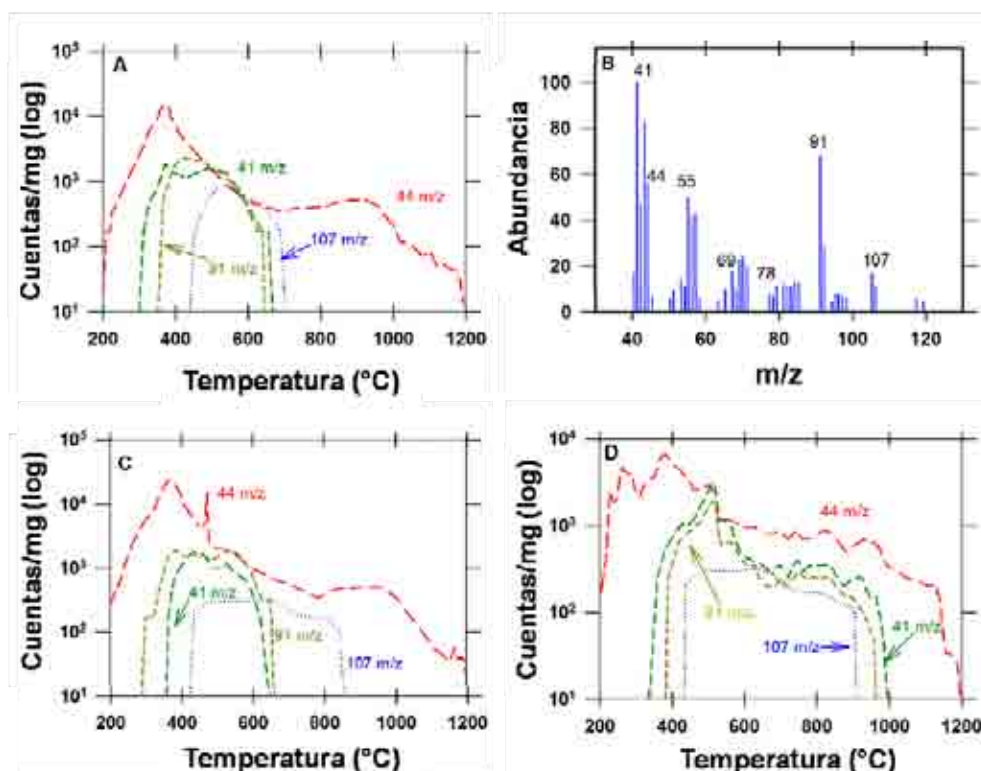 A
Cuentas/mg (log)
10⁵
10⁴
10³
10²
10¹
41 m/z
44 m/z
107 m/z
91 m/z
200 400 600 800 1000 1200
Temperatura (°C)
B
Abundancia
100
80
60
40
20
0
41
44
55
69
78
91
107
40 60 80 100 120
m/z
C
Cuentas/mg (log)
10⁵
10⁴
10³
10²
10¹
44 m/z
41 m/z
91 m/z
107 m/z
200 400 600 800 1000 1200
Temperatura (°C)
D
Cuentas/mg (log)
10⁴
10³
10²
10¹
44 m/z
91 m/z
41 m/z
107 m/z
200 400 600 800 1000 1200
Temperatura (°C)